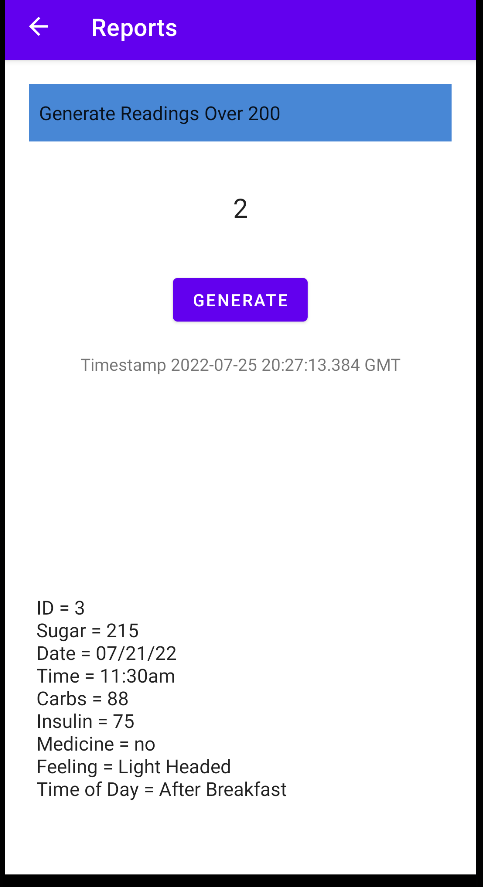 Reports
Generate Readings Over 200
2
GENERATE
Timestamp 2022-07-25 20:27:13.384 GMT
ID = 3
Sugar = 215
Date = 07/21/22
Time = 11:30am
Carbs = 88
Insulin = 75
Medicine = no
Feeling = Light Headed
Time of Day = After Breakfast